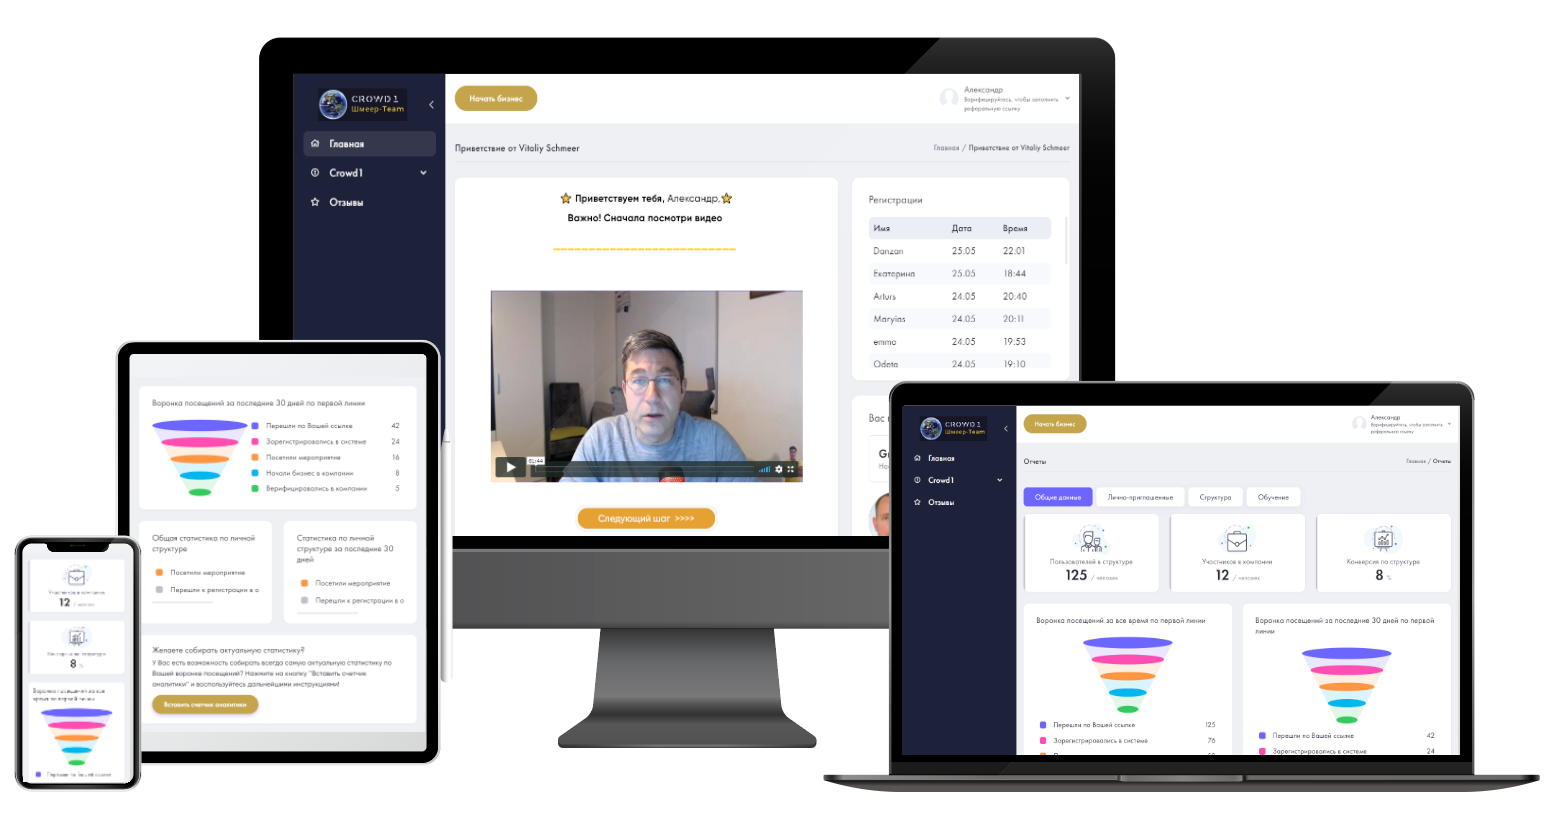 CROWD1
Шмеер-Team
Главная
Crowd1
Отзывы
Начать бизнес
Александр
Верифицируйтесь, чтобы заполнить
реферальную ссылку
Приветствие от Vitaliy Schmeer
Главная / Приветствие от Vitaliy Schmeer
Приветствуем тебя, Александр,
Важно! Сначала посмотри видео
01:44
Следующий шаг >>>>
Регистрации
Имя Дата Время
Danzan 25.05 22:01
Екатерина 25.05 18:44
Arturs 24.05 20:40
Maryias 24.05 20:11
emma 24.05 19:53
Odeta 24.05 19:10
Вас
Воронка посещений за последние 30 дней по первой линии
Перешли по Вашей ссылке 42
Зарегистрировались в системе 24
Посетили мероприятие 16
Начали бизнес в компании 8
Верифицировались в компании 5
Общая статистика по личной
структуре
Посетили мероприятие
Перешли к регистрации в о
Статистика по личной
структуре за последние 30
дней
Посетили мероприятие
Перешли к регистрации в о
Желаете собирать актуальную статистику?
У Вас есть возможность собирать всегда самую актуальную статистику по
Вашей воронке посещений? Нажмите на кнопку "Вставить счетчик
аналитики" и воспользуйтесь дальнейшими инструкциями!
Вставить счетчик аналитики
Участников в компании
12 / человек
Конверсия по структуре
8 %
Воронка посещений за все
время по первой линии
Перешли по Вашей ссылке
CROWD1
Шмеер-Team
Главная
Crowd1
Отзывы
Начать бизнес
Александр
Верифицируйтесь, чтобы заполнить
реферальную ссылку
Отчеты
Главная / Отчеты
Общие данные
Лично-приглашенные
Структура
Обучение
Пользователей в структуре
125 / человек
Участников в компании
12 / человек
Конверсия по структуре
8 %
Воронка посещений за все время по первой линии
Перешли по Вашей ссылке 125
Зарегистрировались в системе 76
Воронка посещений за последние 30 дней по первой
линии
Перешли по Вашей ссылке 42
Зарегистрировались в системе 24